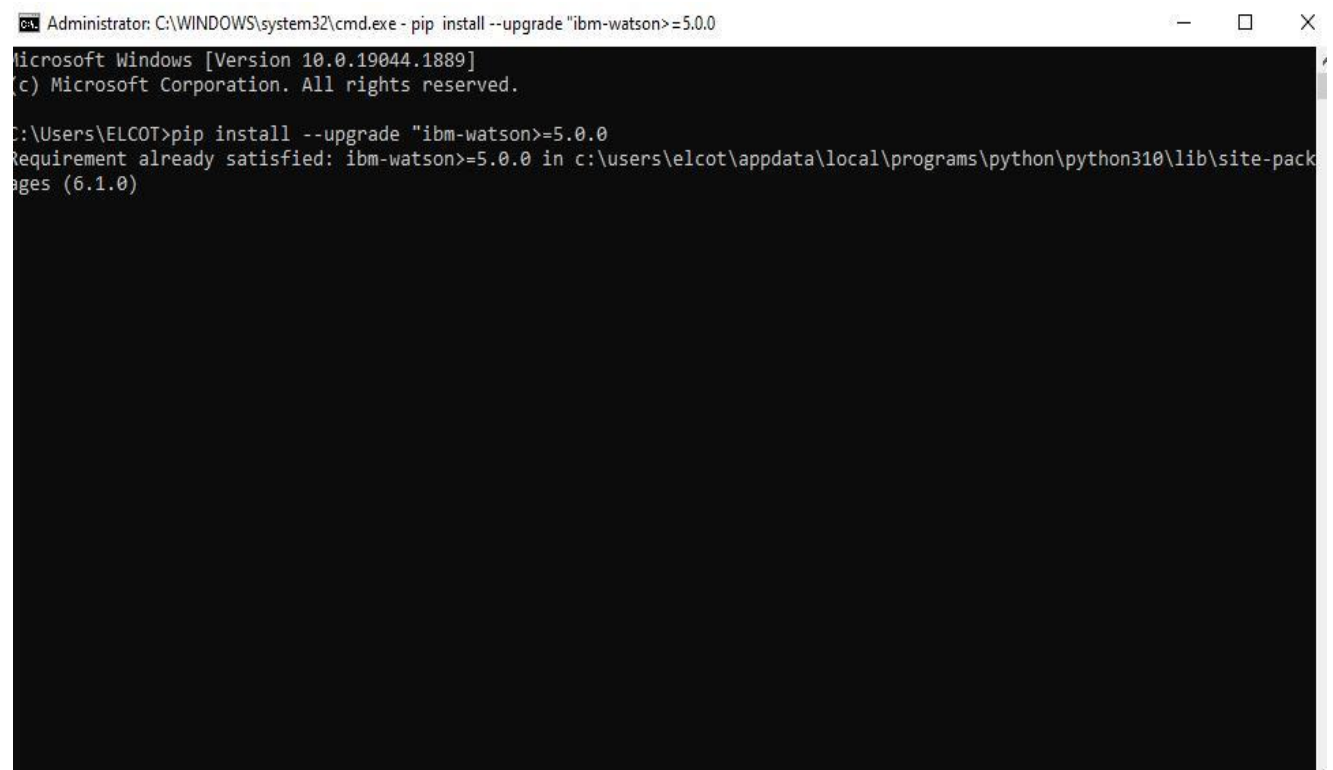 Administrator: C:\WINDOWS\system32\cmd.exe - pip install --upgrade "ibm-watson>=5.0.0
Microsoft Windows [Version 10.0.19044.1889]
(c) Microsoft Corporation. All rights reserved.
C:\Users\ELCOT>pip install --upgrade "ibm-watson>=5.0.0
Requirement already satisfied: ibm-watson>=5.0.0 in c:\users\elcot\appdata\local\programs\python\python310\lib\site-pack
ages (6.1.0)